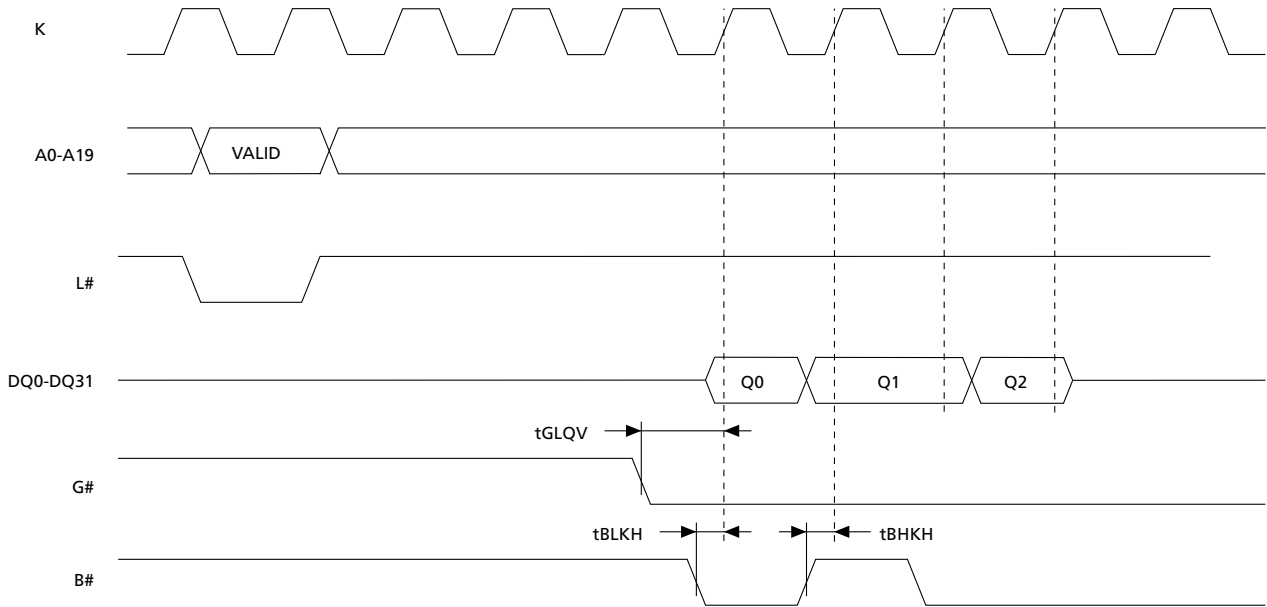 K
A0-A19
VALID
L#
DQ0-DQ31
Q0
Q1
Q2
tGLQV
G#
tBLKH
tBHKH
B#